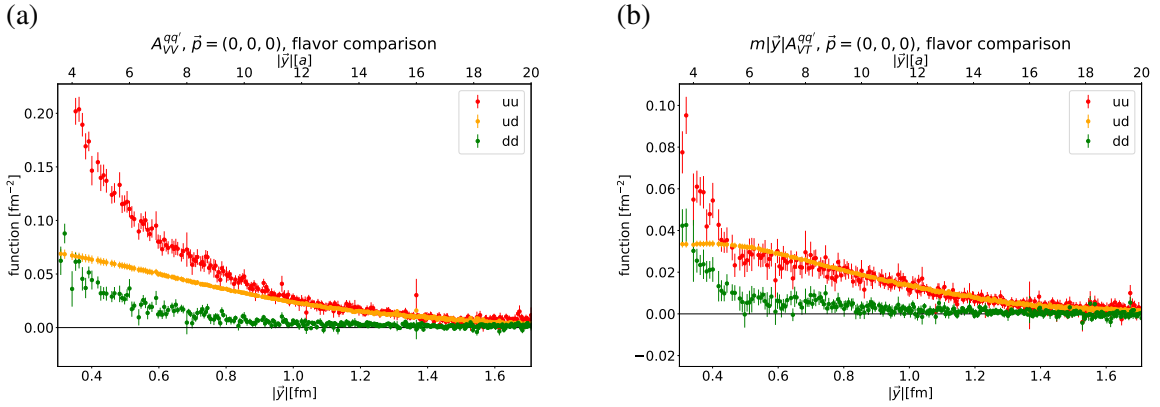 (a)
$A_{VV}^{qq'}$, $\vec{p} = (0, 0, 0)$, flavor comparison
$|\vec{y}|[a]$
4 6 8 10 12 14 16 18 20
uu
ud
dd
function [fm$^{-2}$]
0.20
0.15
0.10
0.05
0.00
0.4 0.6 0.8 1.0 1.2 1.4 1.6
$|\vec{y}|$[fm]
(b)
$m|\vec{y}|A_{VT}^{qq'}$, $\vec{p} = (0, 0, 0)$, flavor comparison
$|\vec{y}|[a]$
4 6 8 10 12 14 16 18 20
uu
ud
dd
function [fm$^{-2}$]
0.10
0.08
0.06
0.04
0.02
0.00
−0.02
0.4 0.6 0.8 1.0 1.2 1.4 1.6
$|\vec{y}|$[fm]